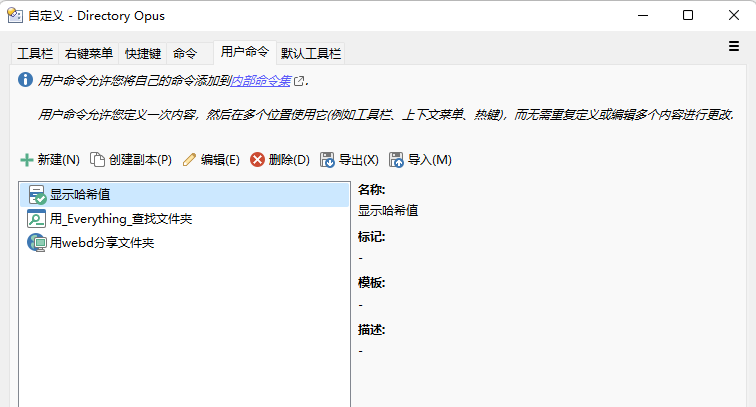 自定义 - Directory Opus
工具栏 右键菜单 快捷键 命令 用户命令 默认工具栏
用户命令允许您将自己的命令添加到内部命令集.
用户命令允许您定义一次内容，然后在多个位置使用它(例如工具栏、上下文菜单、热键)，而无需重复定义或编辑多个内容进行更改.
新建(N) 创建副本(P) 编辑(E) 删除(D) 导出(X) 导入(M)
显示哈希值
用_Everything_查找文件夹
用webd分享文件夹
名称:
显示哈希值
标记:
-
模板:
-
描述:
-